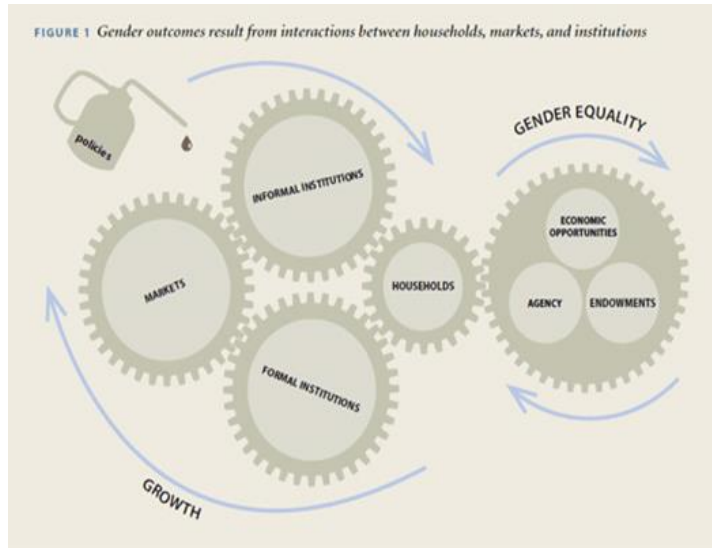 FIGURE 1 Gender outcomes result from interactions between households, markets, and institutions
policies
INFORMAL INSTITUTIONS
MARKETS
FORMAL INSTITUTIONS
HOUSEHOLDS
GROWTH
GENDER EQUALITY
ECONOMIC
OPPORTUNITIES
AGENCY
ENDOWMENTS